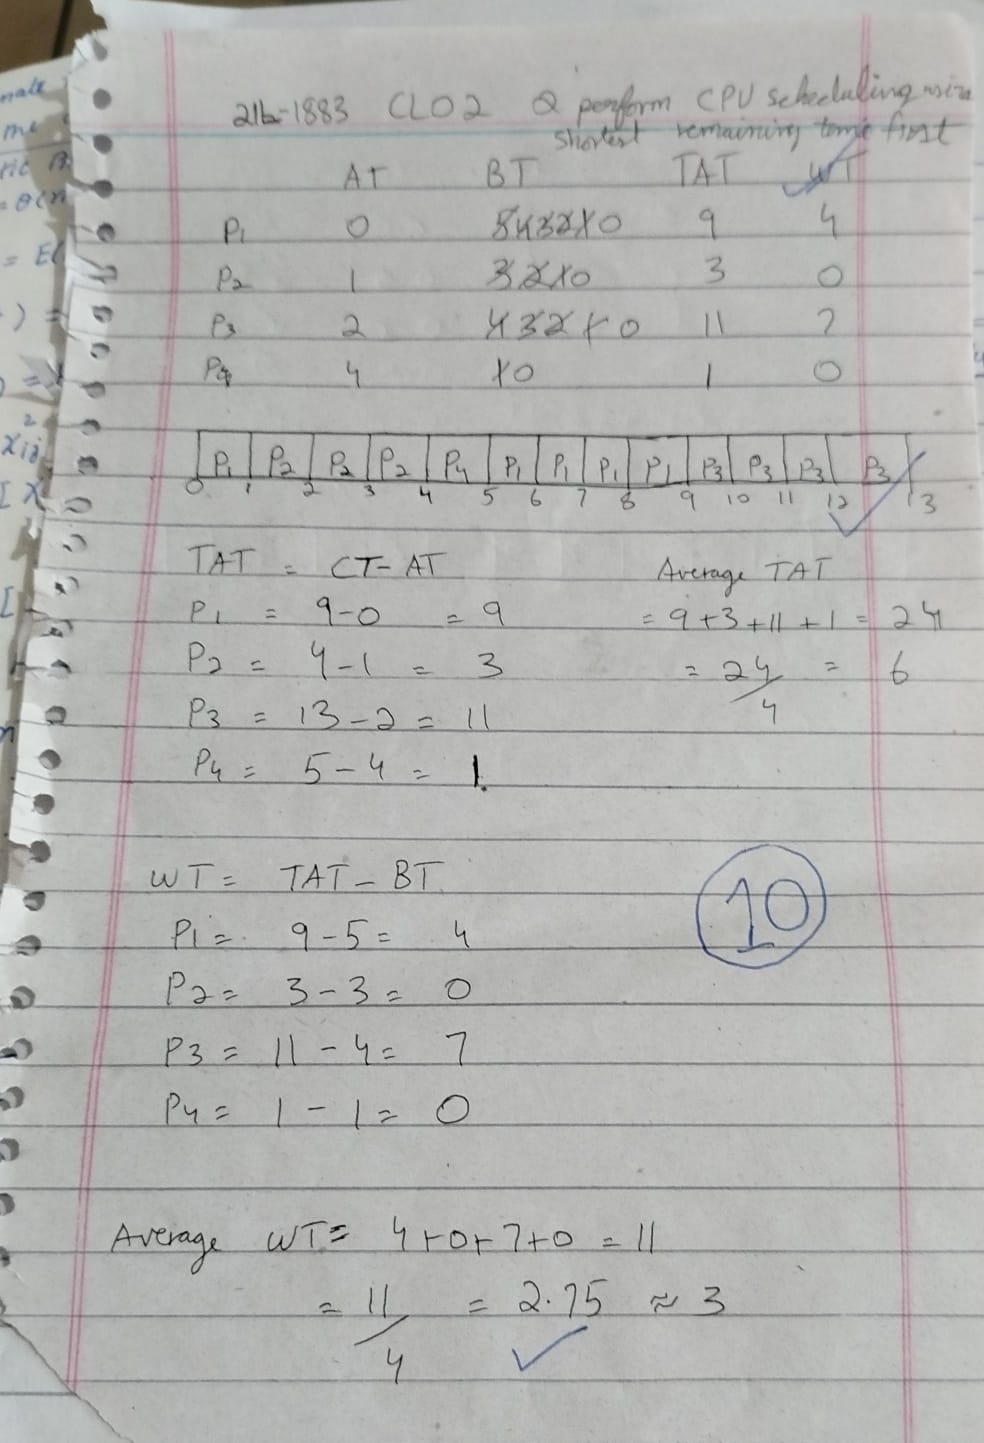 21b-1883 CLO2 Q perform CPU scheduling using
shortest remaining time first
AT BT TAT WT
P1 0 543210 9 4
P2 1 3210 3 0
P3 2 43210 11 7
P4 4 10 1 0
P1 P2 P2 P2 P4 P1 P1 P1 P1 P3 P3 P3 P3
0 1 2 3 4 5 6 7 8 9 10 11 12 13
TAT = CT - AT
P1 = 9-0 = 9
P2 = 4-1 = 3
P3 = 13-2 = 11
P4 = 5-4 = 1
Average TAT
= 9+3+11+1 = 24
= 24/4 = 6
WT = TAT - BT
P1 = 9-5 = 4
P2 = 3-3 = 0
P3 = 11-4 = 7
P4 = 1-1 = 0
10
Average WT = 4+0+7+0 = 11
= 11/4 = 2.75 ≈ 3